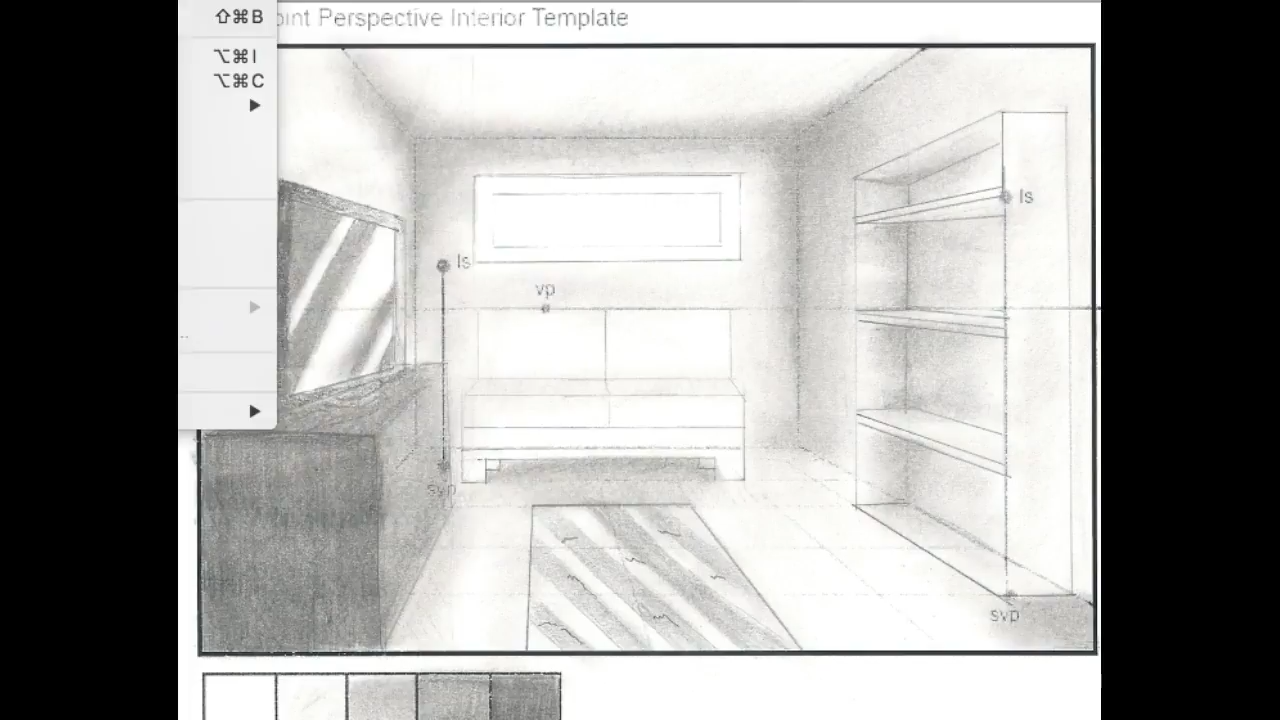 ⇧⌘B
oint Perspective Interior Template
⌥⌘I
⌥⌘C
ls
ls
vp
svp
svp